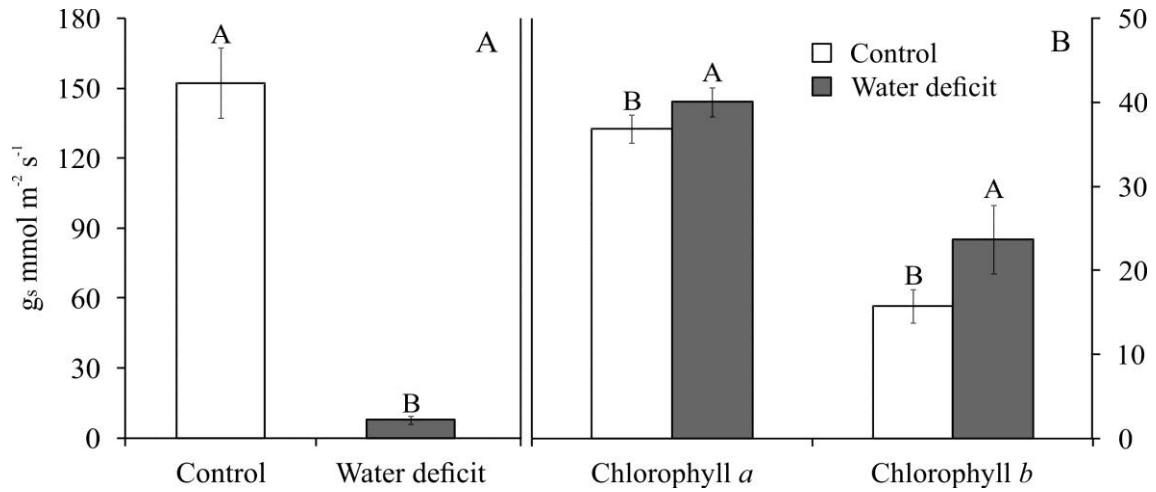 180
150
120
90
60
30
0
gs mmol m-2 s-1
A
A
B
Control
Water deficit
B
Control
Water deficit
B
A
B
A
50
40
30
20
10
0
Chlorophyll a
Chlorophyll b